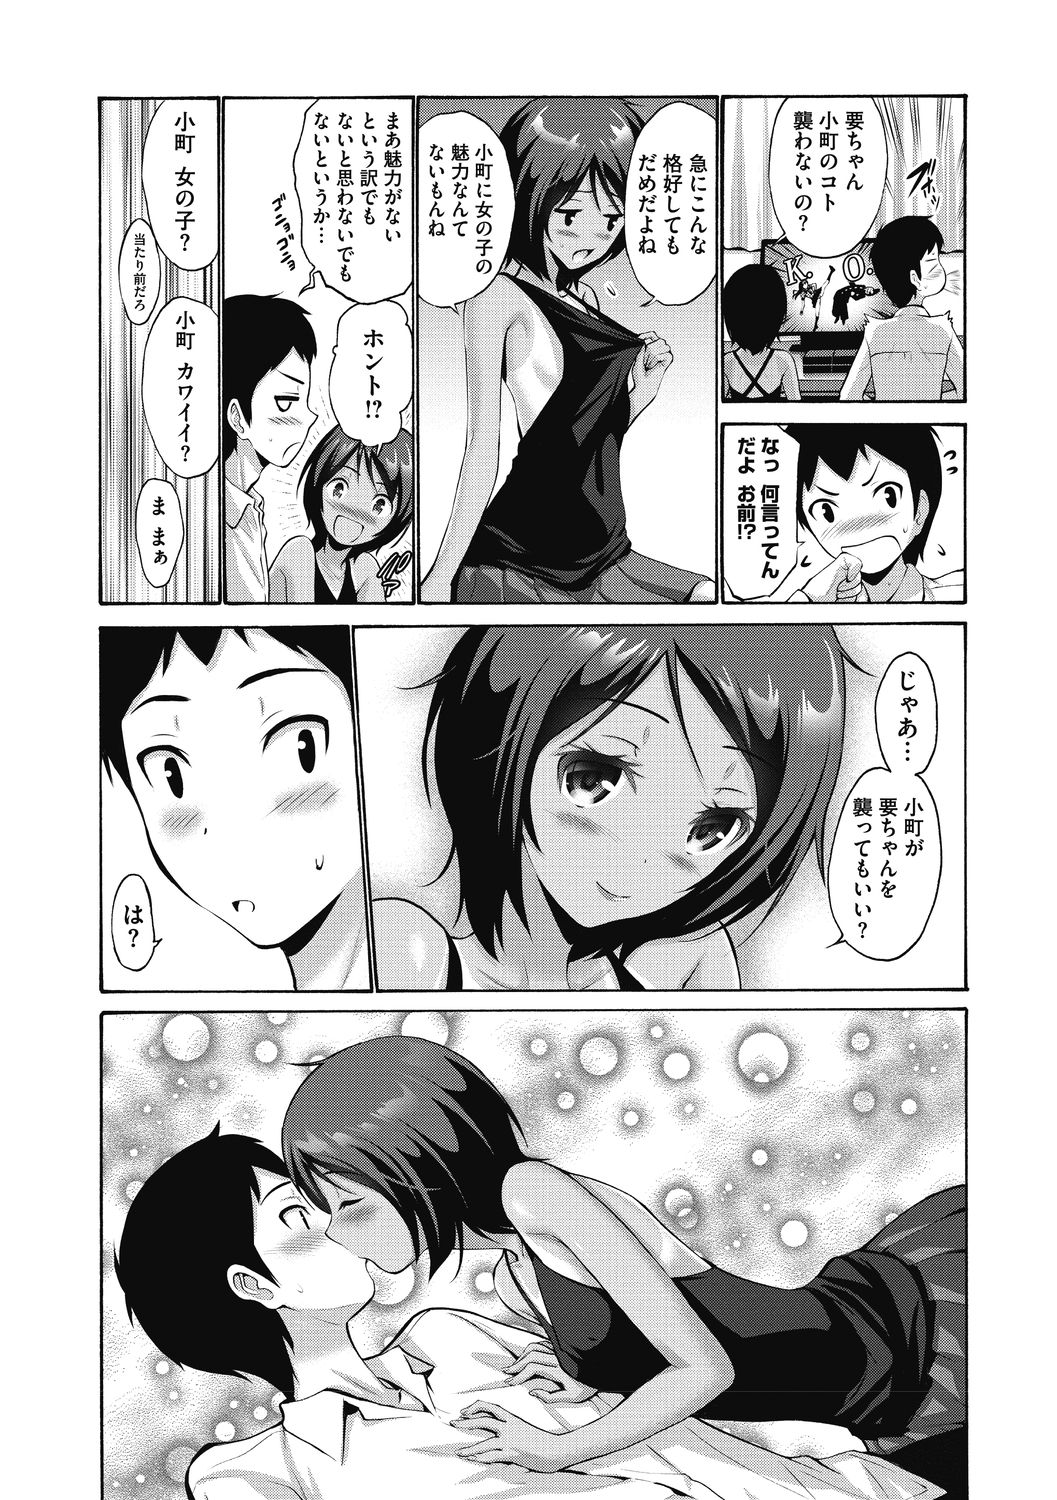 要ちゃん
小町のコト
襲わないの？
ブホッ
K.O.
なっ 何言ってん
だよ お前!?
急にこんな
格好しても
だめだよね
小町に女の子の
魅力なんて
ないもんね
まあ魅力がない
という訳でも
ないと思わないでも
ないというか…
ゴニョゴニョ
ホント!?
小町 女の子？
当たり前だろ
小町 カワイイ？
ま まぁ
じゃあ…
小町が
要ちゃんを
襲ってもいい？
は？